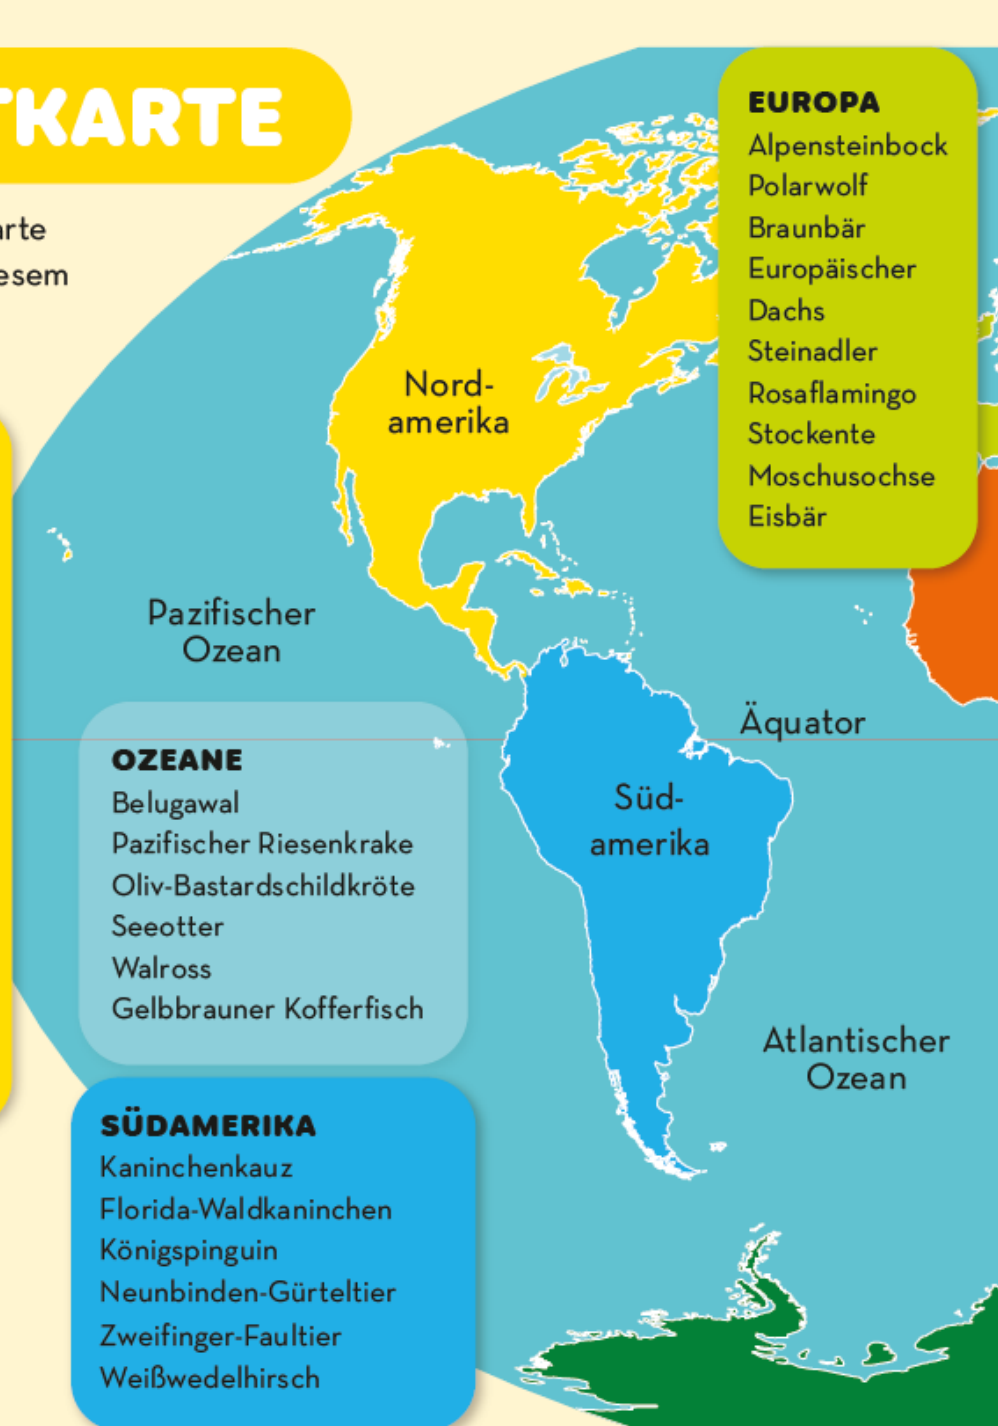 TKARTE
arte
esem
EUROPA
Alpensteinbock
Polarwolf
Braunbär
Europäischer
Dachs
Steinadler
Rosaflamingo
Stockente
Moschusochse
Eisbär
Nord-
amerika
Pazifischer
Ozean
Äquator
OZEANE
Belugawal
Pazifischer Riesenkrake
Oliv-Bastardschildkröte
Seeotter
Walross
Gelbbrauner Kofferfisch
Süd-
amerika
Atlantischer
Ozean
SÜDAMERIKA
Kaninchenkauz
Florida-Waldkaninchen
Königspinguin
Neunbinden-Gürteltier
Zweifinger-Faultier
Weißwedelhirsch